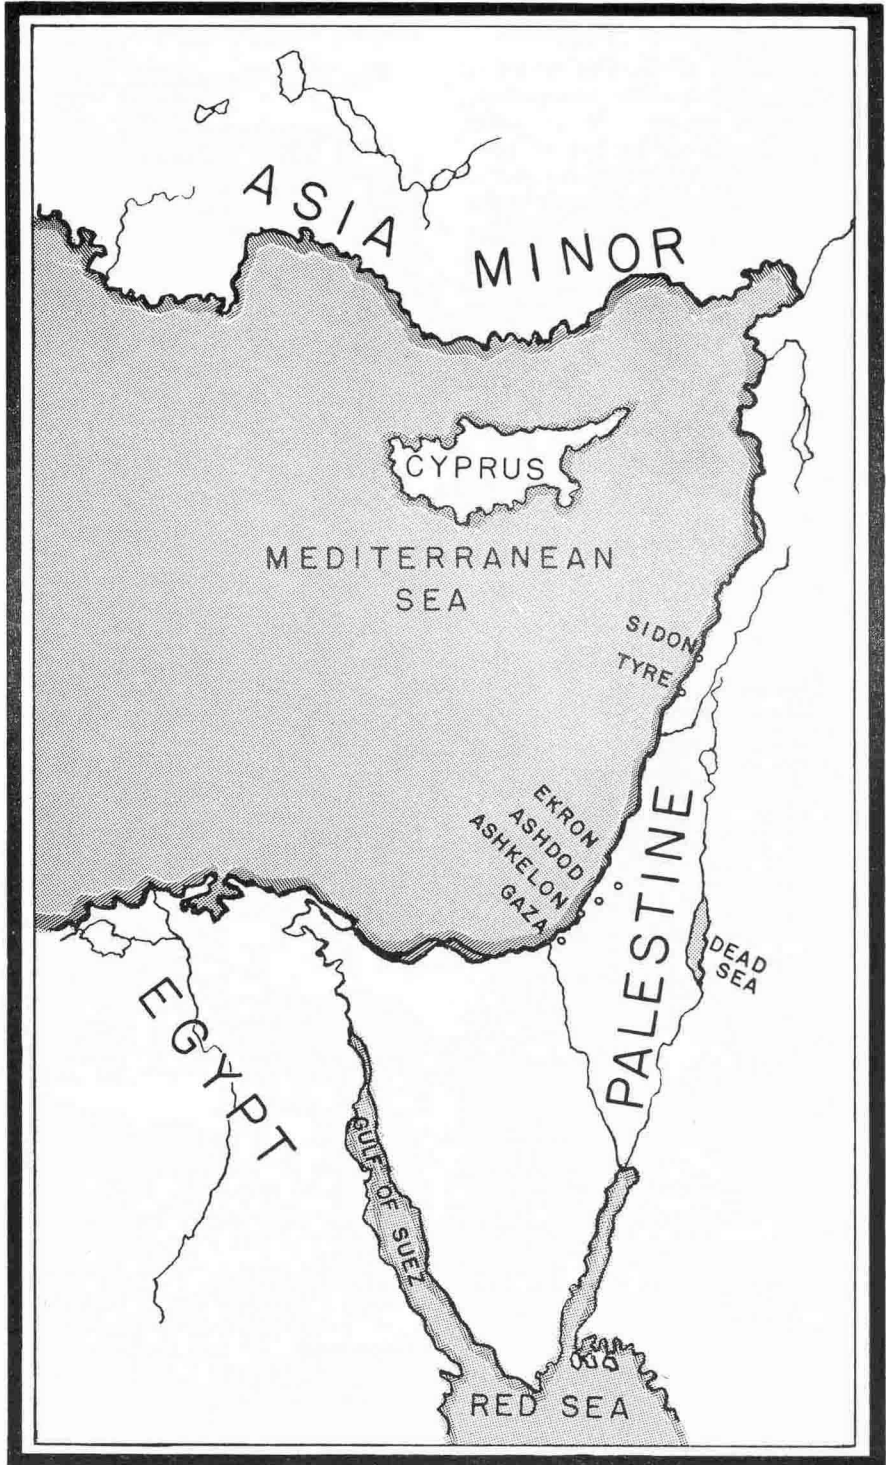 ASIA MINOR
CYPRUS
MEDITERRANEAN
SEA
SIDON
TYRE
EKRON
ASHDOD
ASHKELON
GAZA
PALESTINE
DEAD
SEA
EGYPT
GULF OF SUEZ
RED SEA